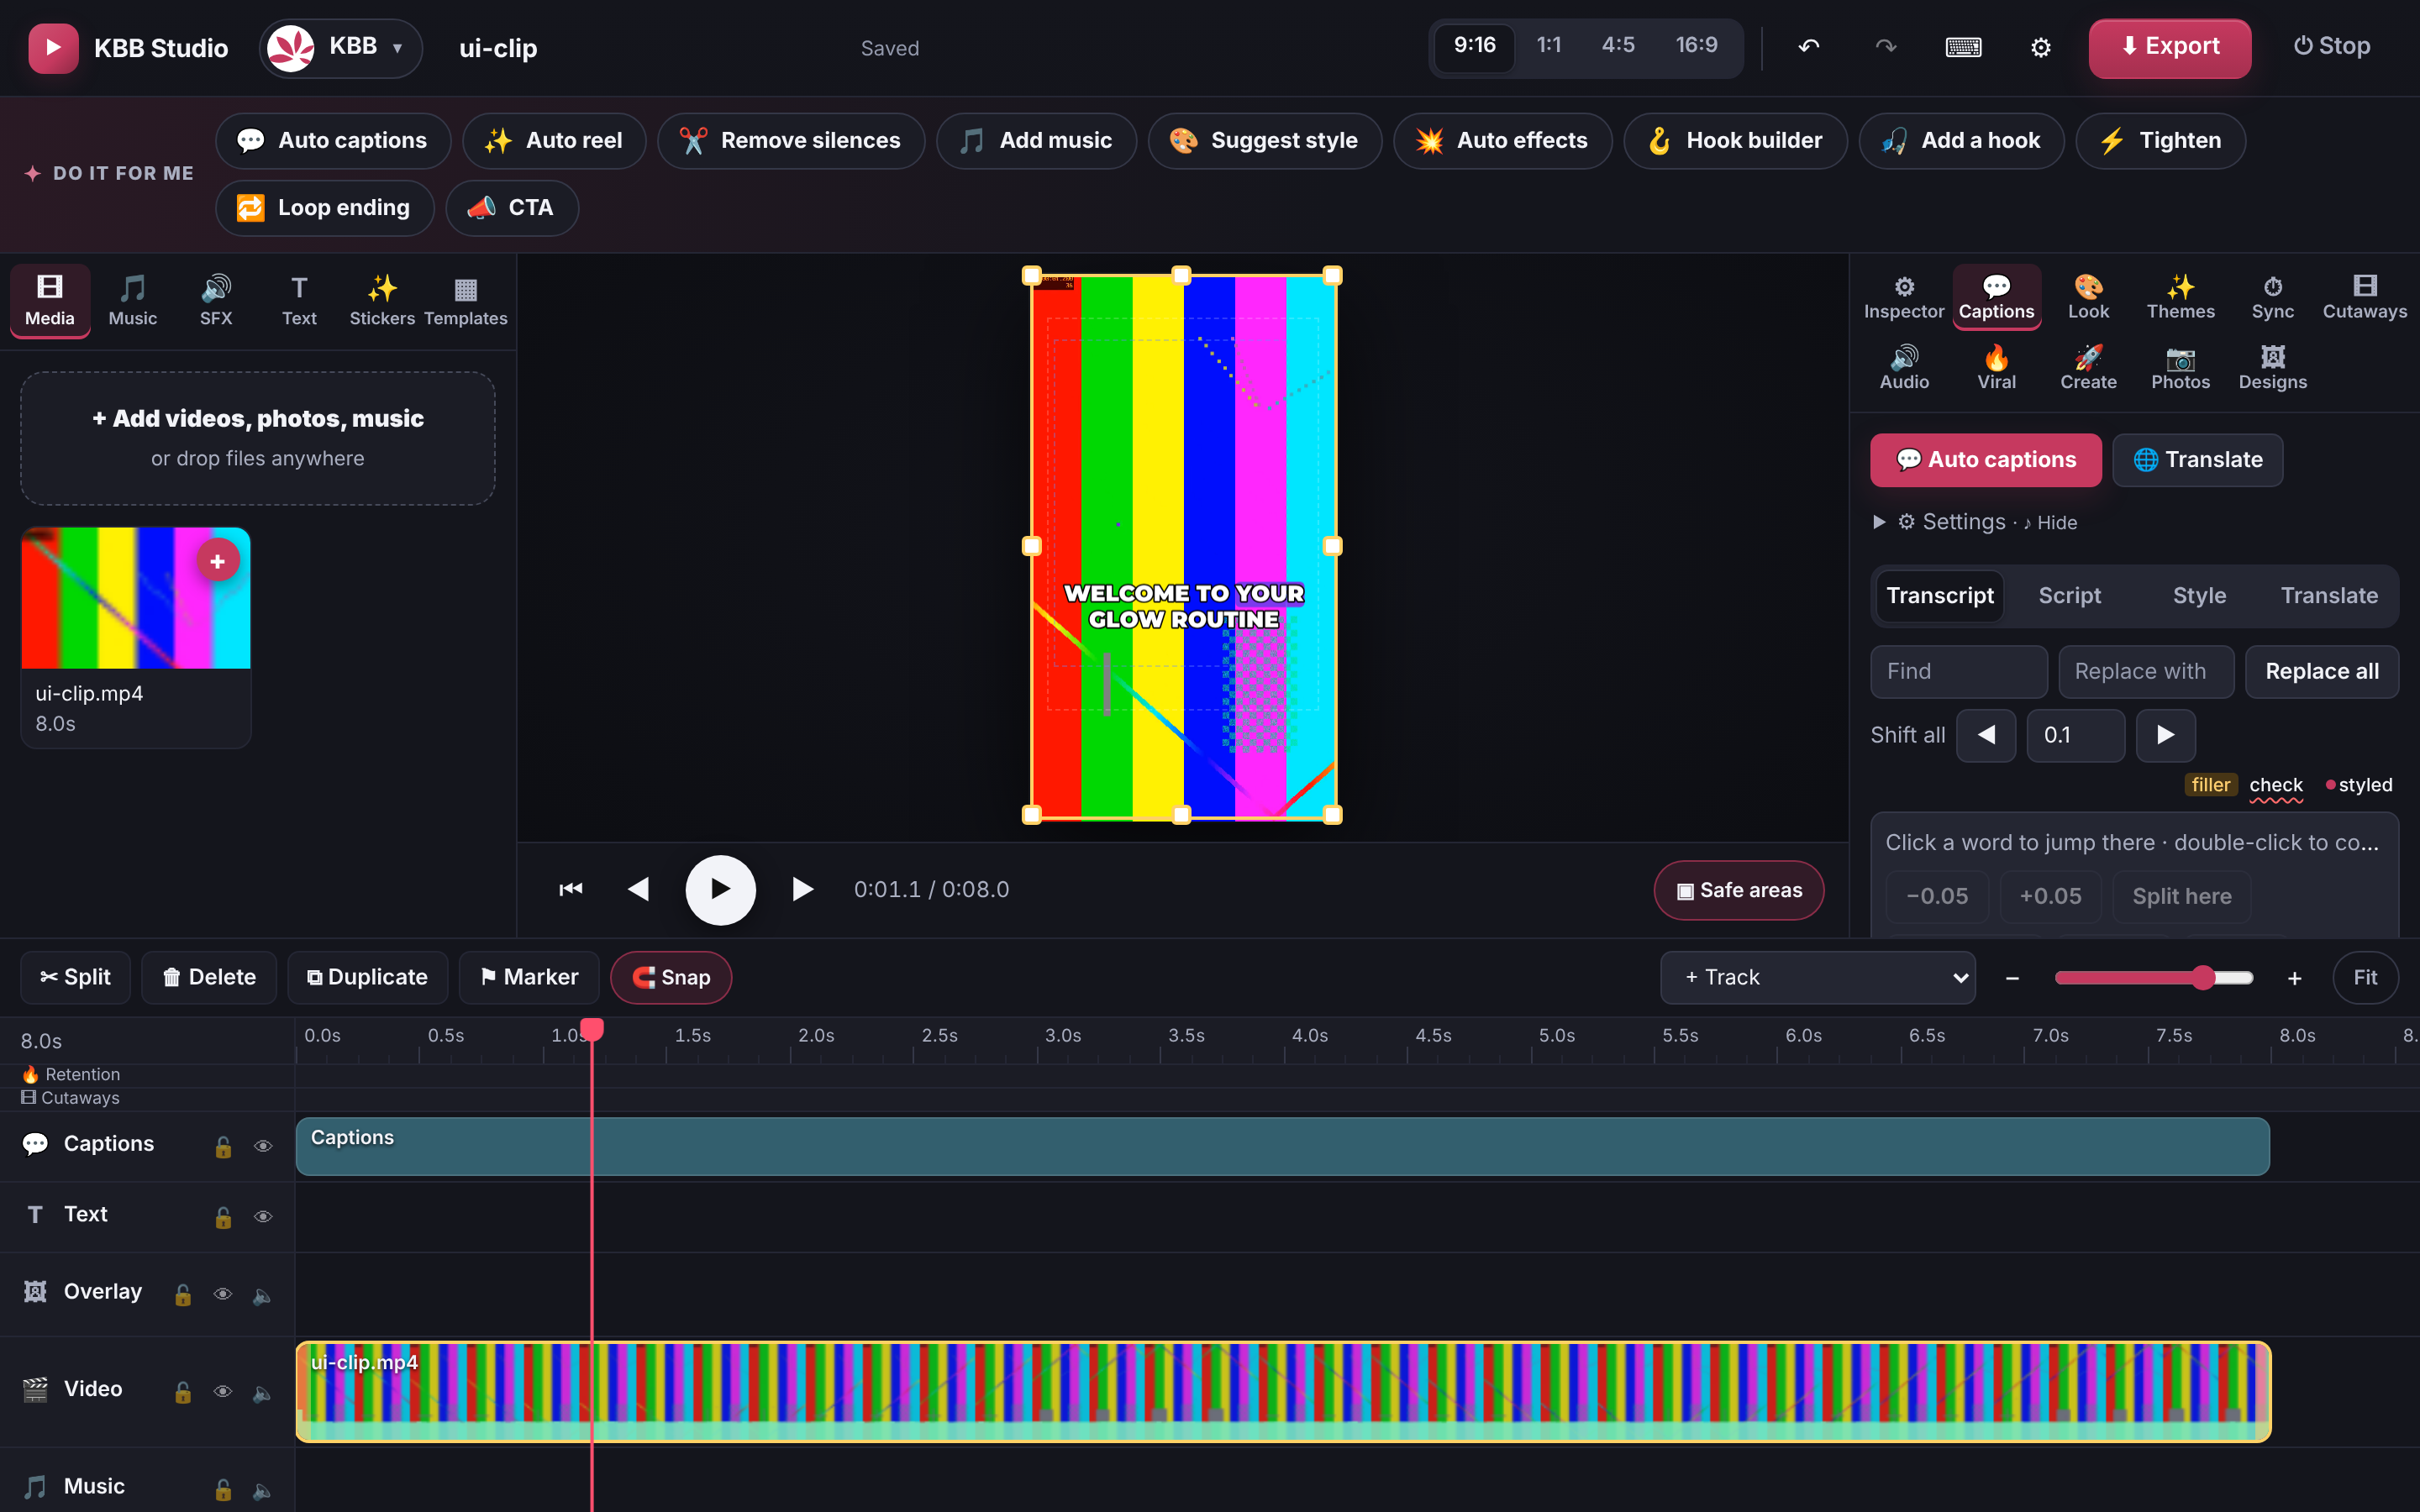 KBB Studio
KBB
ui-clip
Saved
9:16 1:1 4:5 16:9
Export
Stop
DO IT FOR ME
Auto captions
Auto reel
Remove silences
Add music
Suggest style
Auto effects
Hook builder
Add a hook
Tighten
Loop ending
CTA
Media
Music
SFX
Text
Stickers
Templates
+ Add videos, photos, music
or drop files anywhere
ui-clip.mp4
8.0s
WELCOME TO YOUR
GLOW ROUTINE
0:01.1 / 0:08.0
Safe areas
Inspector
Captions
Look
Themes
Sync
Cutaways
Audio
Viral
Create
Photos
Designs
Auto captions
Translate
Settings · ♪ Hide
Transcript
Script
Style
Translate
Find
Replace with
Replace all
Shift all
0.1
filler check styled
Click a word to jump there · double-click to co...
−0.05
+0.05
Split here
Split
Delete
Duplicate
Marker
Snap
+ Track
Fit
8.0s
0.0s 0.5s 1.0s 1.5s 2.0s 2.5s 3.0s 3.5s 4.0s 4.5s 5.0s 5.5s 6.0s 6.5s 7.0s 7.5s 8.0s 8.
Retention
Cutaways
Captions
Captions
T Text
Overlay
Video
ui-clip.mp4
Music